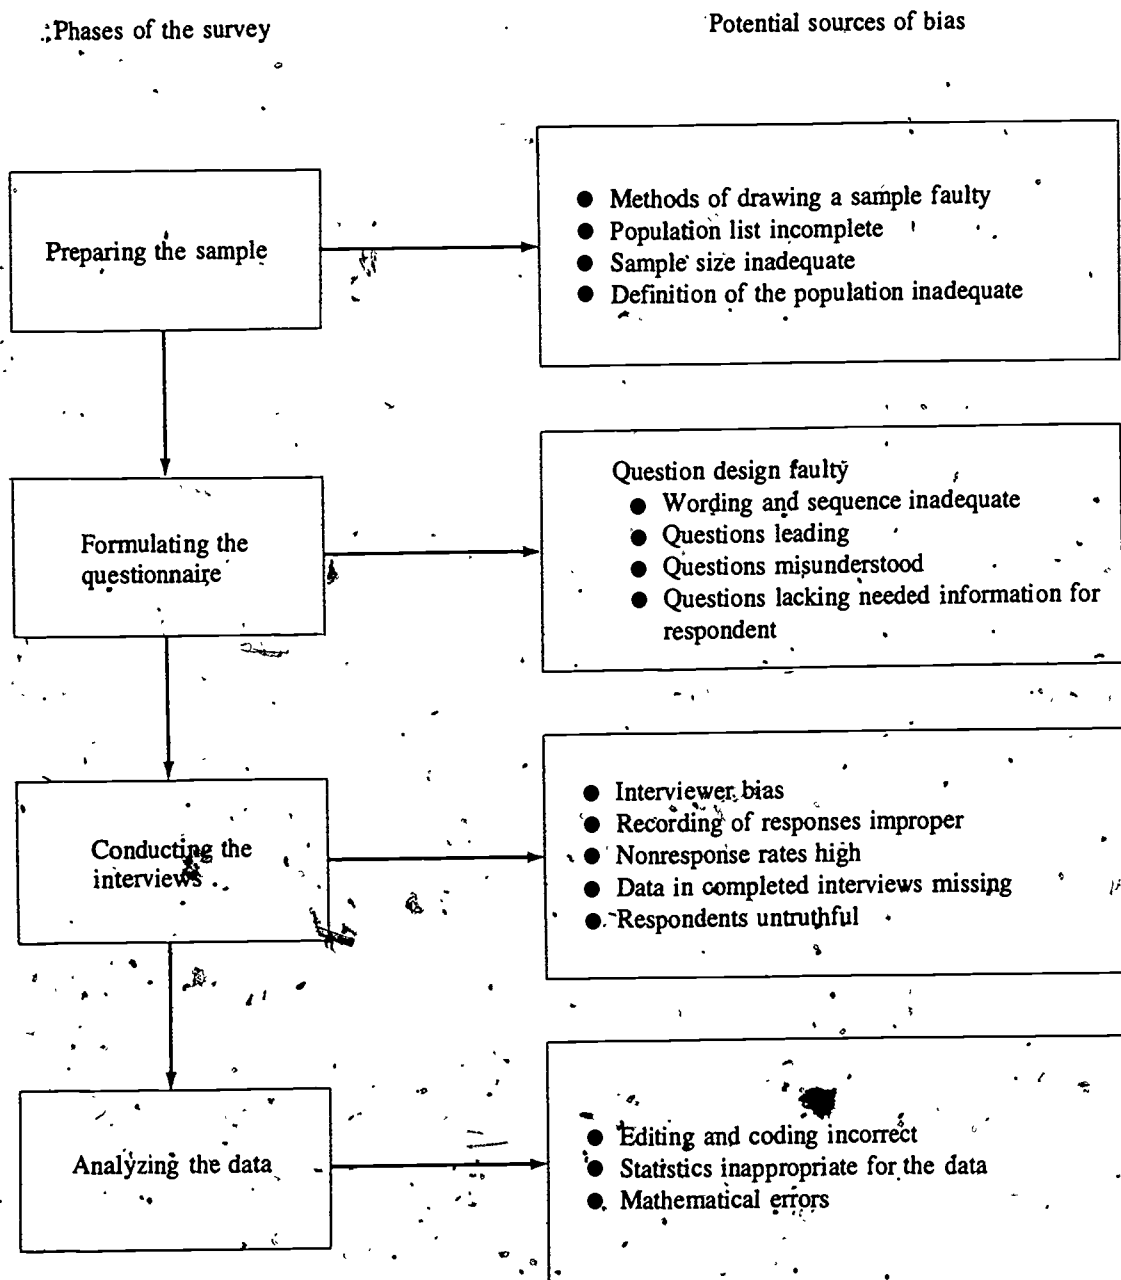 Phases of the survey
Potential sources of bias
Preparing the sample
● Methods of drawing a sample faulty
● Population list incomplete
● Sample size inadequate
● Definition of the population inadequate
Formulating the
questionnaire
Question design faulty
● Wording and sequence inadequate
● Questions leading
● Questions misunderstood
● Questions lacking needed information for
respondent
Conducting the
interviews
● Interviewer bias
● Recording of responses improper
● Nonresponse rates high
● Data in completed interviews missing
● Respondents untruthful
Analyzing the data
● Editing and coding incorrect
● Statistics inappropriate for the data
● Mathematical errors